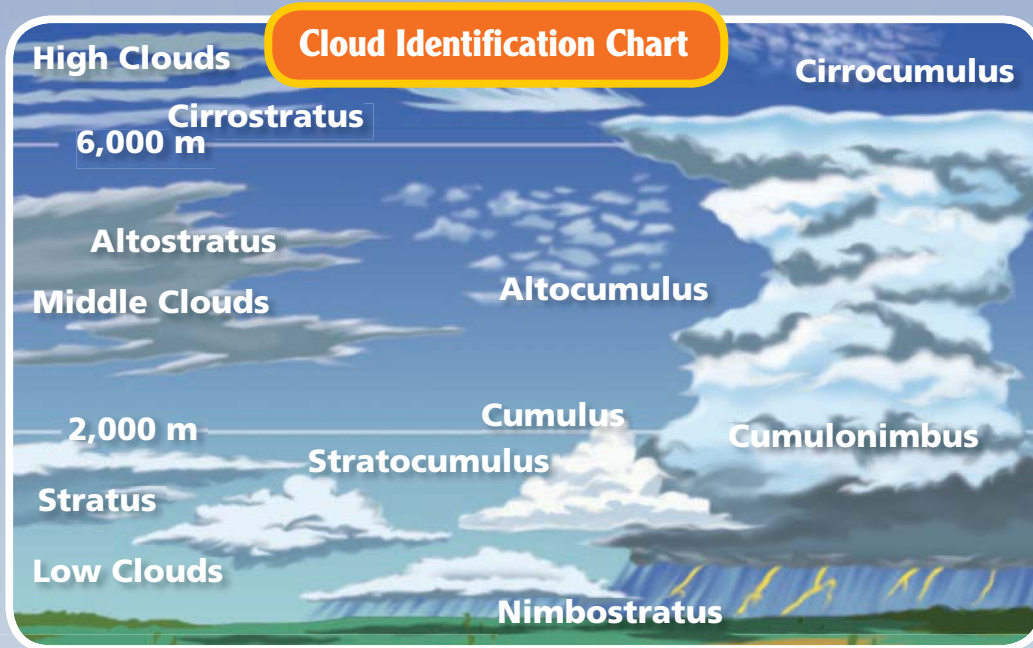 Cloud Identification Chart
High Clouds
Cirrocumulus
Cirrostratus
6,000 m
Altostratus
Altocumulus
Middle Clouds
Cumulus
2,000 m
Cumulonimbus
Stratocumulus
Stratus
Low Clouds
Nimbostratus